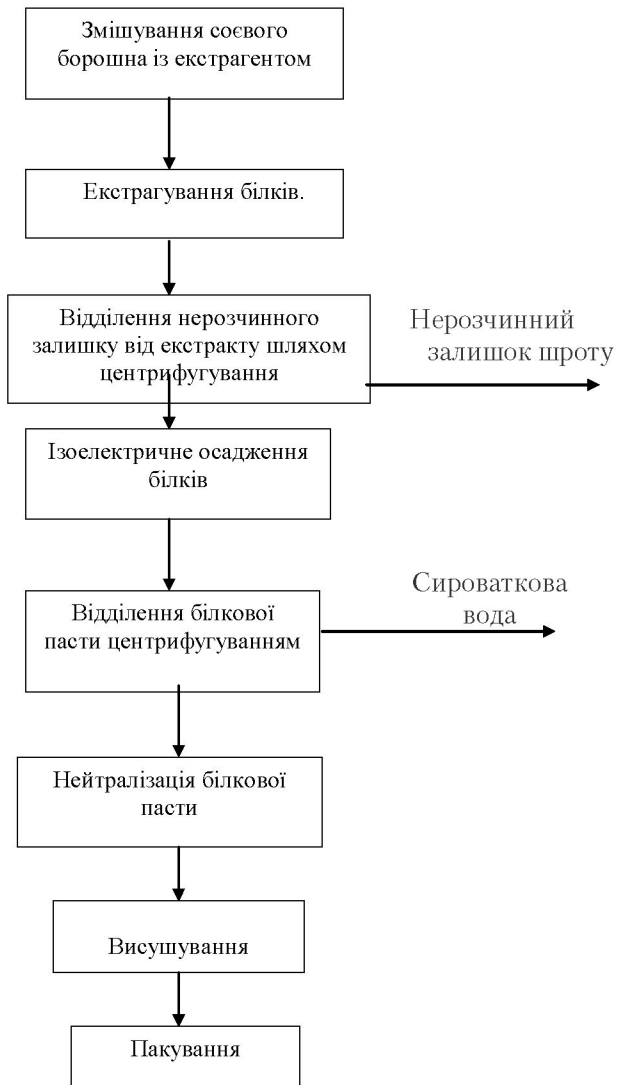 Змішування соєвого
борошна із екстрагентом
Екстрагування білків.
Відділення нерозчинного
залишку від екстракту шляхом
центрифугування
Нерозчинний
залишок шроту
Ізоелектричне осадження
білків
Відділення білкової
пасти центрифугуванням
Сироваткова
вода
Нейтралізація білкової
пасти
Висушування
Пакування